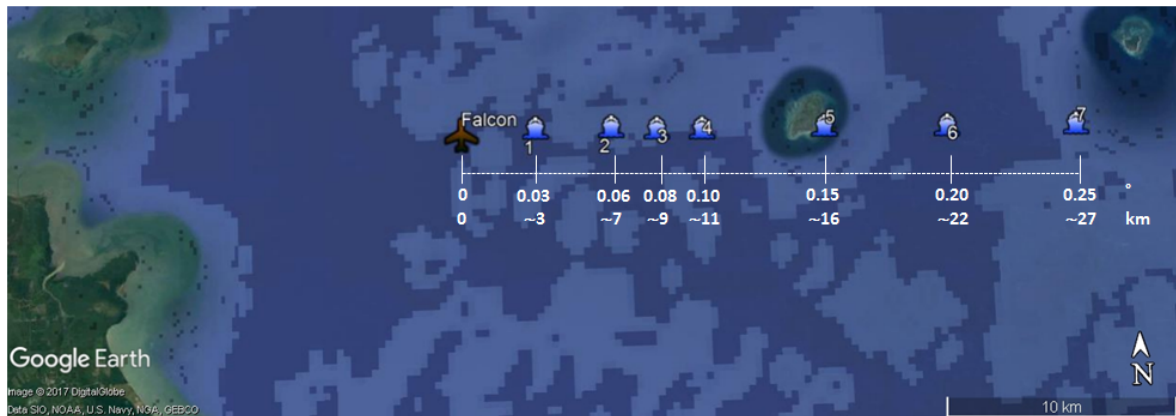 Falcon
1 2 3 4 5 6 7
0 0.03 0.06 0.08 0.10 0.15 0.20 0.25 °
0 ~3 ~7 ~9 ~11 ~16 ~22 ~27 km
N
Google Earth
Image © 2017 DigitalGlobe
Data SIO, NOAA, U.S. Navy, NGA, GEBCO
10 km